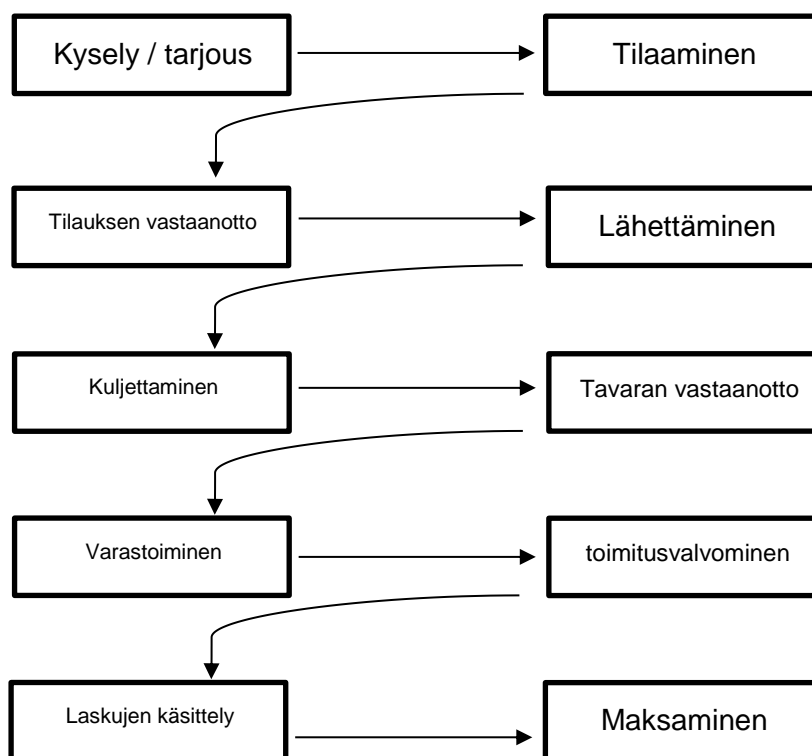 Kysely / tarjous
Tilaaminen
Tilauksen vastaanotto
Lähettäminen
Kuljettaminen
Tavaran vastaanotto
Varastoiminen
toimitusvalvominen
Laskujen käsittely
Maksaminen